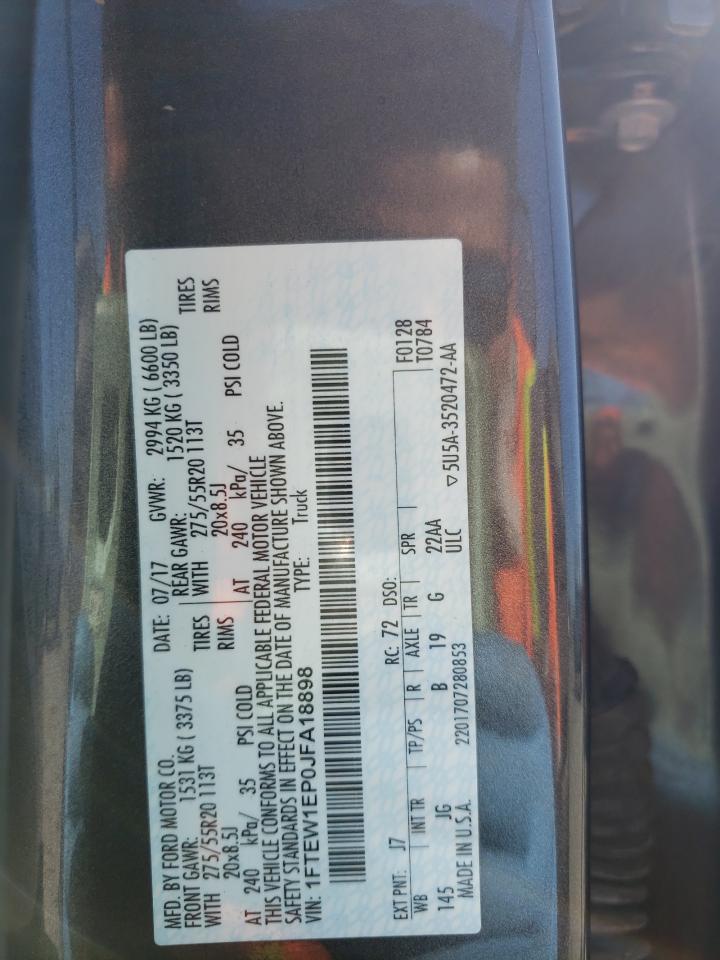 MFD. BY FORD MOTOR CO.
DATE: 07/17 GVWR: 2994 KG ( 6600 LB)
FRONT GAWR: 1531 KG ( 3375 LB) REAR GAWR: 1520 KG ( 3350 LB)
WITH 275/55R20 113T TIRES WITH 275/55R20 113T TIRES
20x8.5J RIMS 20x8.5J RIMS
AT 240 kPa/ 35 PSI COLD AT 240 kPa/ 35 PSI COLD
THIS VEHICLE CONFORMS TO ALL APPLICABLE FEDERAL MOTOR VEHICLE
SAFETY STANDARDS IN EFFECT ON THE DATE OF MANUFACTURE SHOWN ABOVE.
VIN: 1FTEW1EP0JFA18898 TYPE: Truck
EXT PNT: J7 RC: 72 DSO: F0128
WB INT TR TP/PS R AXLE TR SPR T0784
145 JG B 19 G 22AA
ULC
MADE IN U.S.A. 2201707280853 ▽5U5A-3520472-AA